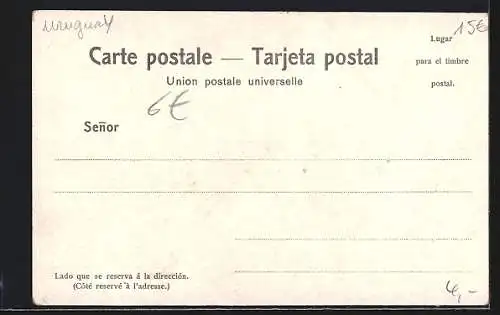 Uruguay
15€
Carte postale — Tarjeta postal
Union postale universelle
Lugar
para el timbre
postal.
6€
Señor
Lado que se reserva á la dirección.
(Côté reservé à l'adresse.)
4,-